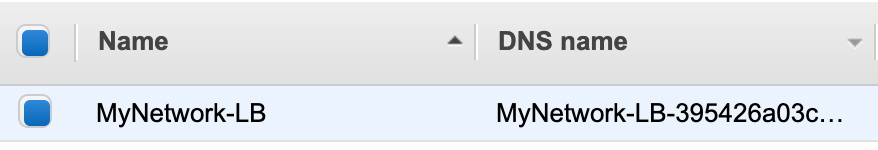 Name DNS name
MyNetwork-LB MyNetwork-LB-395426a03c…